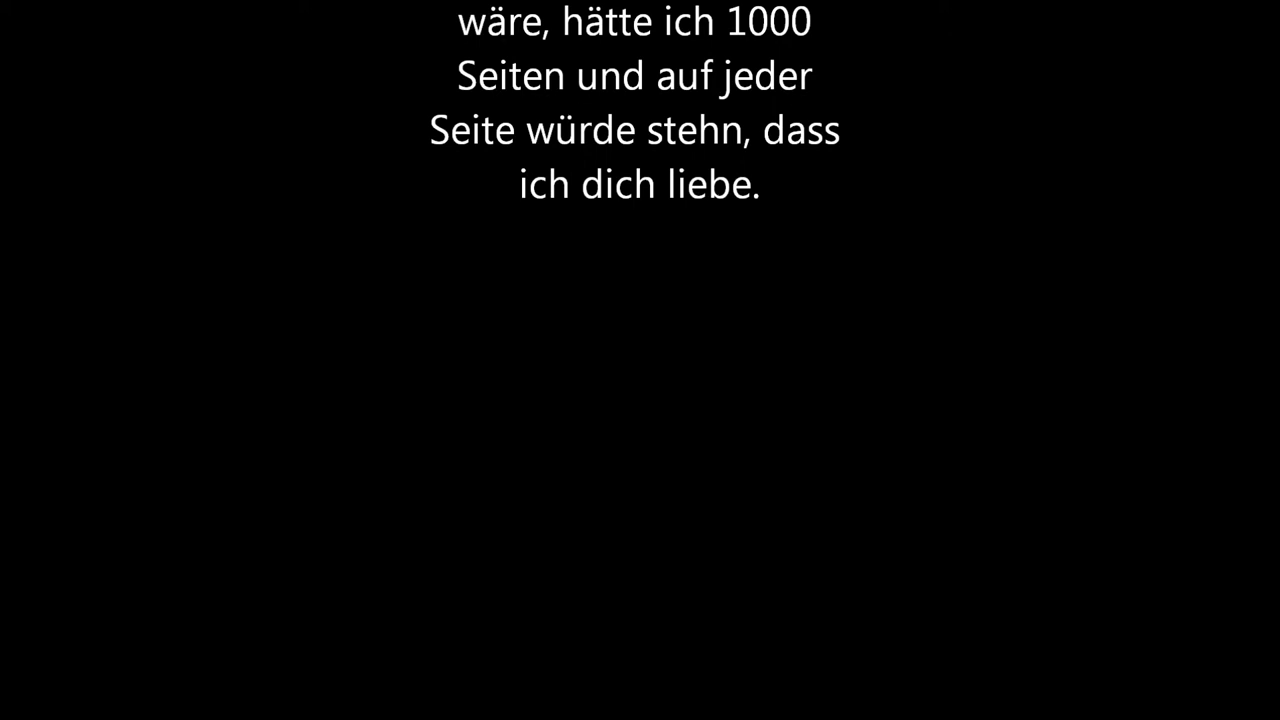 wäre, hätte ich 1000
Seiten und auf jeder
Seite würde stehn, dass
ich dich liebe.